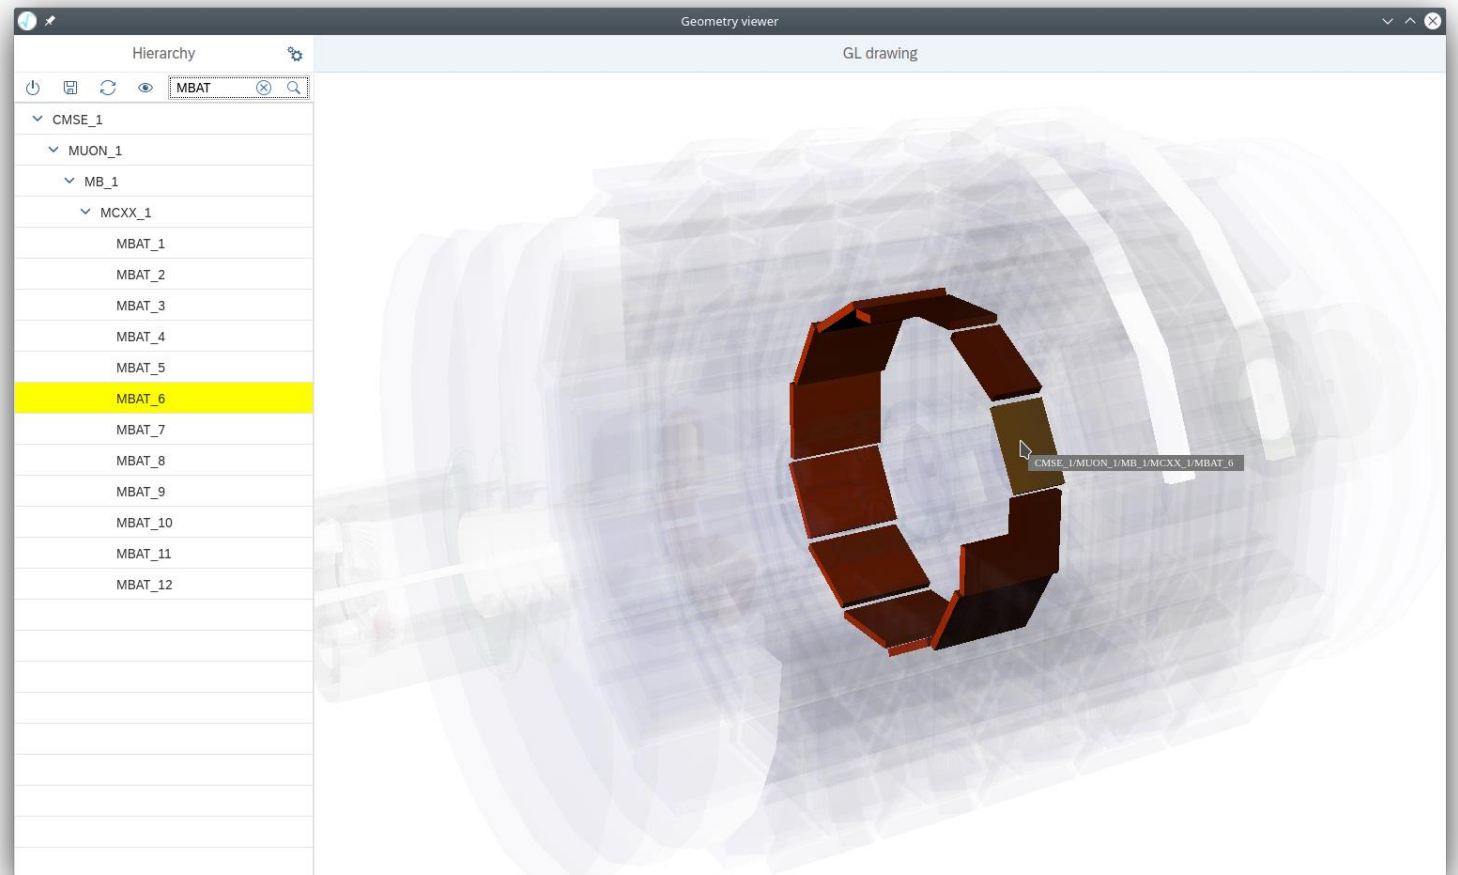 Geometry viewer
Hierarchy
GL drawing
MBAT
CMSE_1
MUON_1
MB_1
MCXX_1
MBAT_1
MBAT_2
MBAT_3
MBAT_4
MBAT_5
MBAT_6
MBAT_7
MBAT_8
MBAT_9
MBAT_10
MBAT_11
MBAT_12
CMSE_1/MUON_1/MB_1/MCXX_1/MBAT_6